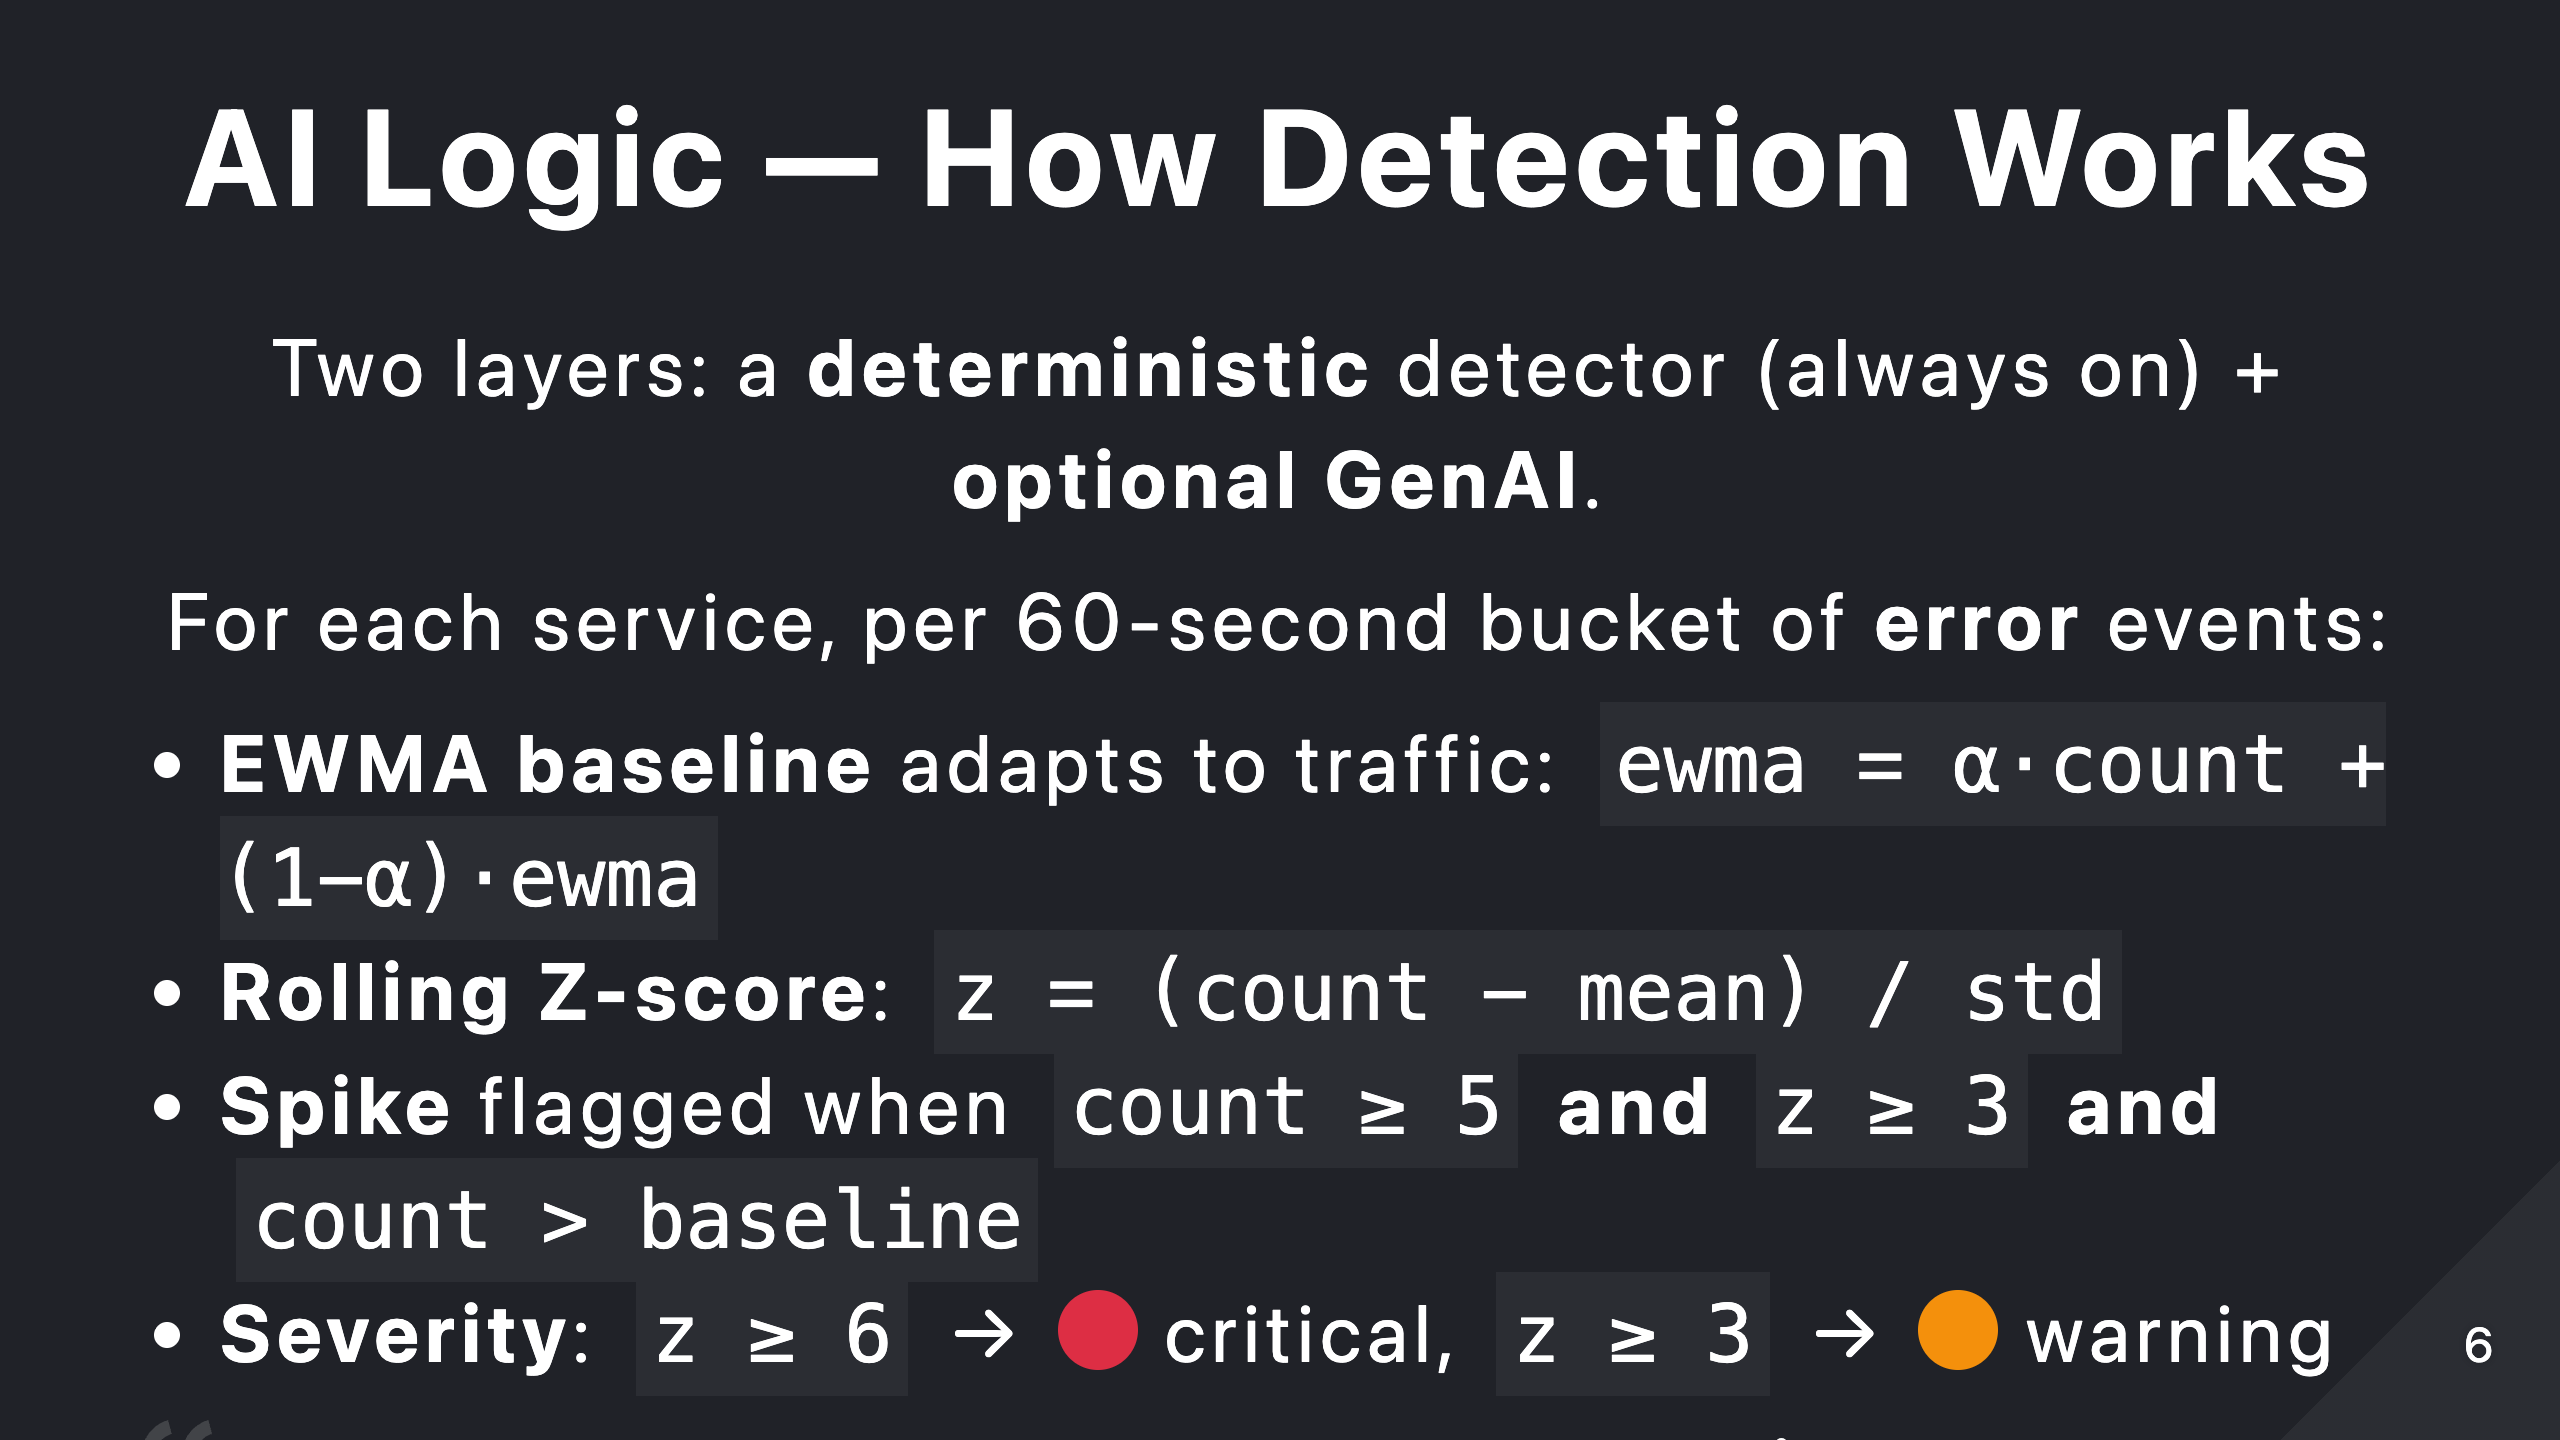 AI Logic — How Detection Works
Two layers: a deterministic detector (always on) +
optional GenAI.
For each service, per 60-second bucket of error events:
• EWMA baseline adapts to traffic: ewma = α·count +
(1−α)·ewma
• Rolling Z-score: z = (count − mean) / std
• Spike flagged when count ≥ 5 and z ≥ 3 and
count > baseline
• Severity: z ≥ 6 → 🔴 critical, z ≥ 3 → 🟠 warning
6
“